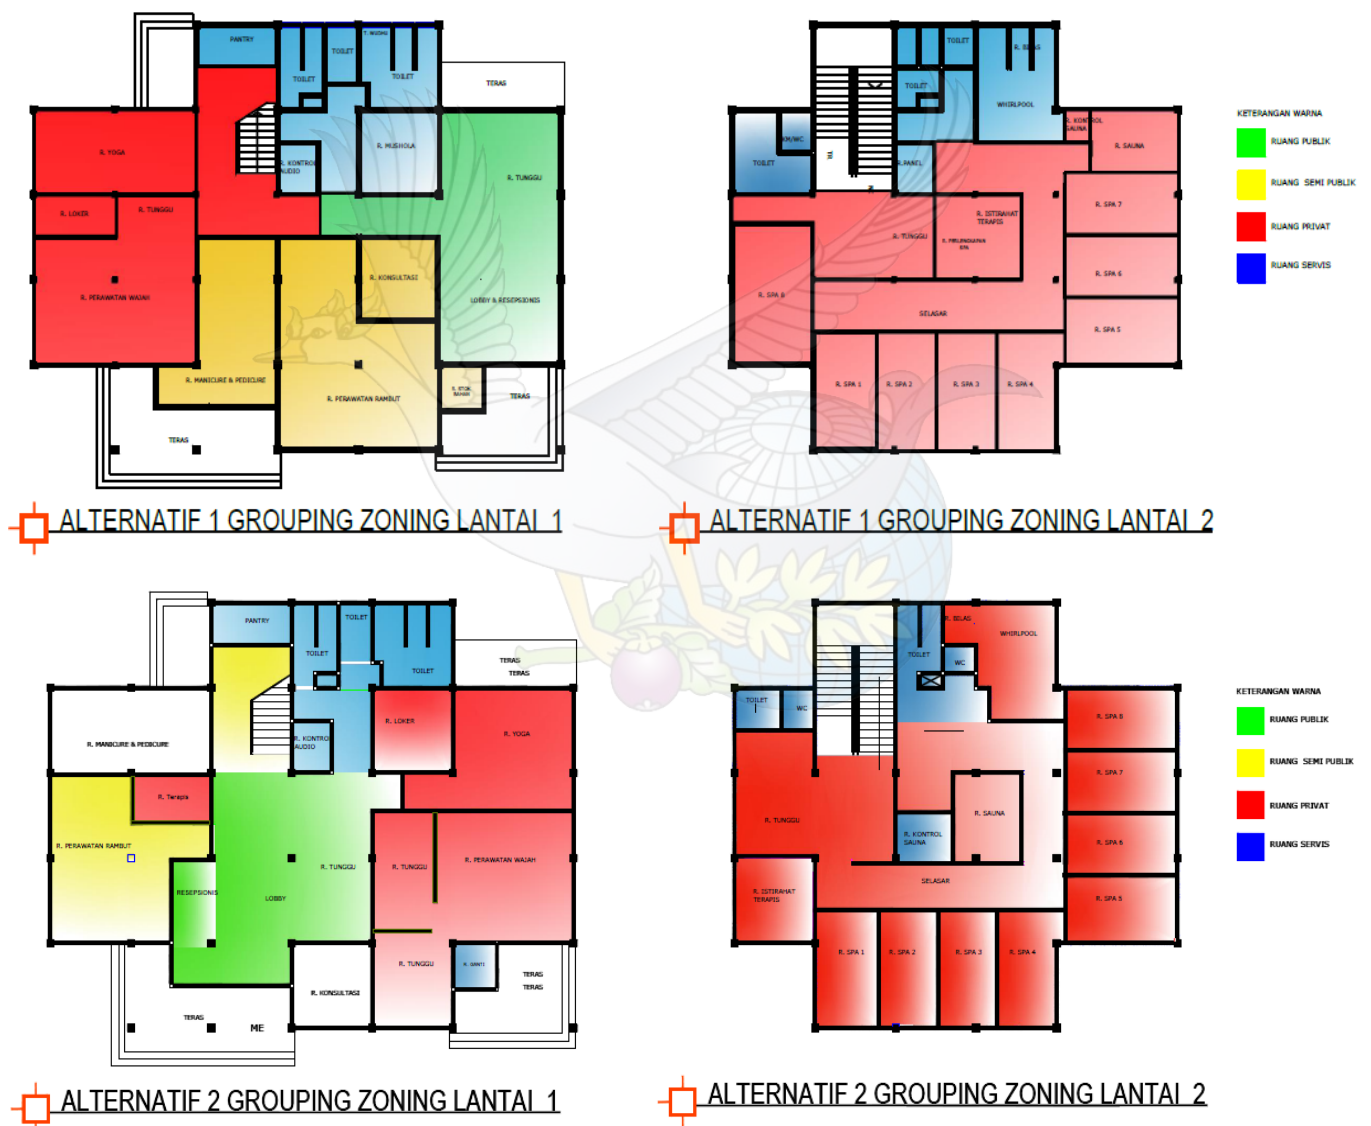 PANTRY
TOILET
TOILET
T. WUDHU
TOILET
TERAS
R. YOGA
R. KONTROL
AUDIO
R. MUSHOLA
R. TUNGGU
R. LOKER
R. TUNGGU
R. PERAWATAN WAJAH
R. KONSULTASI
LOBBY & RESEPSIONIS
R. MANICURE & PEDICURE
R. PERAWATAN RAMBUT
R. STOK
BAHAN
TERAS
TERAS
ALTERNATIF 1 GROUPING ZONING LANTAI 1
TOILET
R. BILAS
TOILET
WHIRLPOOL
KM/WC
TOILET
R.PANEL
R. KONTROL
SAUNA
R. SAUNA
R. SPA 7
R. ISTIRAHAT
TERAPIS
R. TUNGGU
R. PERLENGKAPAN
SPA
R. SPA 6
R. SPA 8
SELASAR
R. SPA 5
R. SPA 1
R. SPA 2
R. SPA 3
R. SPA 4
ALTERNATIF 1 GROUPING ZONING LANTAI 2
KETERANGAN WARNA
RUANG PUBLIK
RUANG SEMI PUBLIK
RUANG PRIVAT
RUANG SERVIS
PANTRY
TOILET
TOILET
TOILET
TERAS
TERAS
R. MANICURE & PEDICURE
R. KONTROL
AUDIO
R. LOKER
R. YOGA
R. Terapis
R. PERAWATAN RAMBUT
R. TUNGGU
R. TUNGGU
R. PERAWATAN WAJAH
RESEPSIONIS
LOBBY
R. TUNGGU
R. GANTI
R. KONSULTASI
TERAS
TERAS
TERAS
ME
ALTERNATIF 2 GROUPING ZONING LANTAI 1
R. BILAS
WHIRLPOOL
TOILET
WC
TOILET
WC
R. SPA 8
R. SPA 7
R. TUNGGU
R. SAUNA
R. KONTROL
SAUNA
R. SPA 6
SELASAR
R. ISTIRAHAT
TERAPIS
R. SPA 5
R. SPA 1
R. SPA 2
R. SPA 3
R. SPA 4
ALTERNATIF 2 GROUPING ZONING LANTAI 2
KETERANGAN WARNA
RUANG PUBLIK
RUANG SEMI PUBLIK
RUANG PRIVAT
RUANG SERVIS